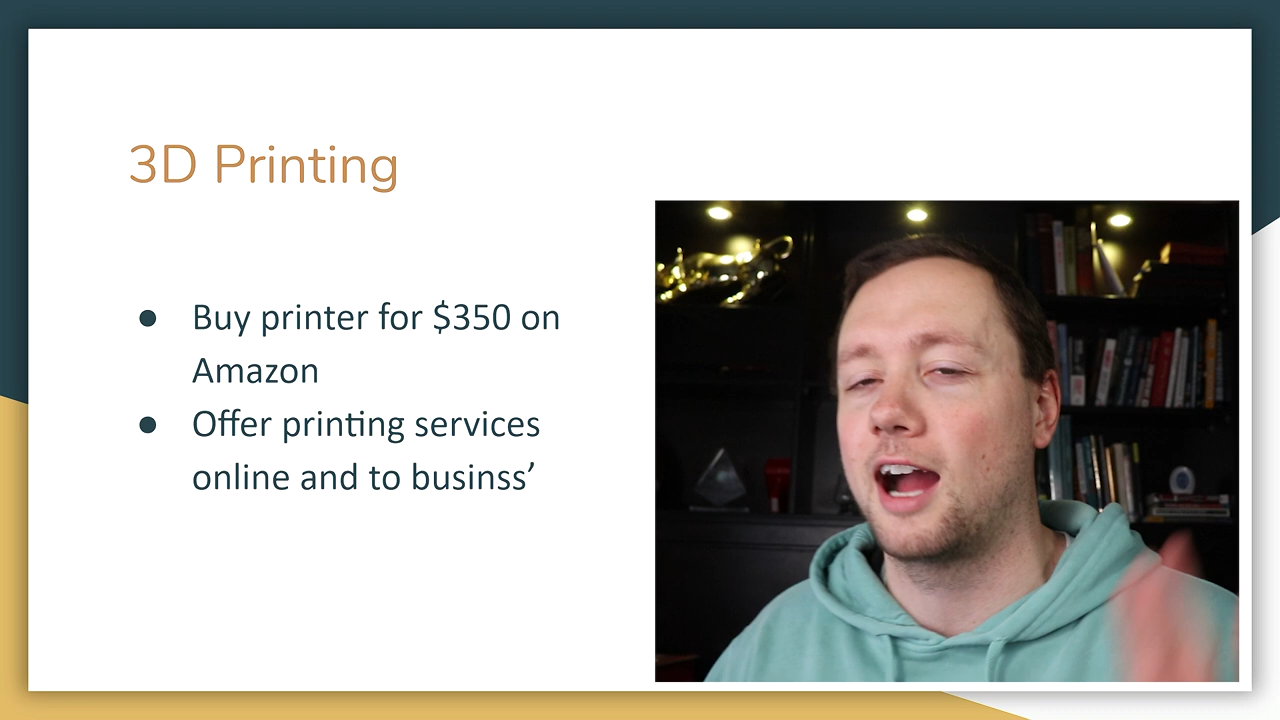 3D Printing
● Buy printer for $350 on
Amazon
● Offer printing services
online and to businss’